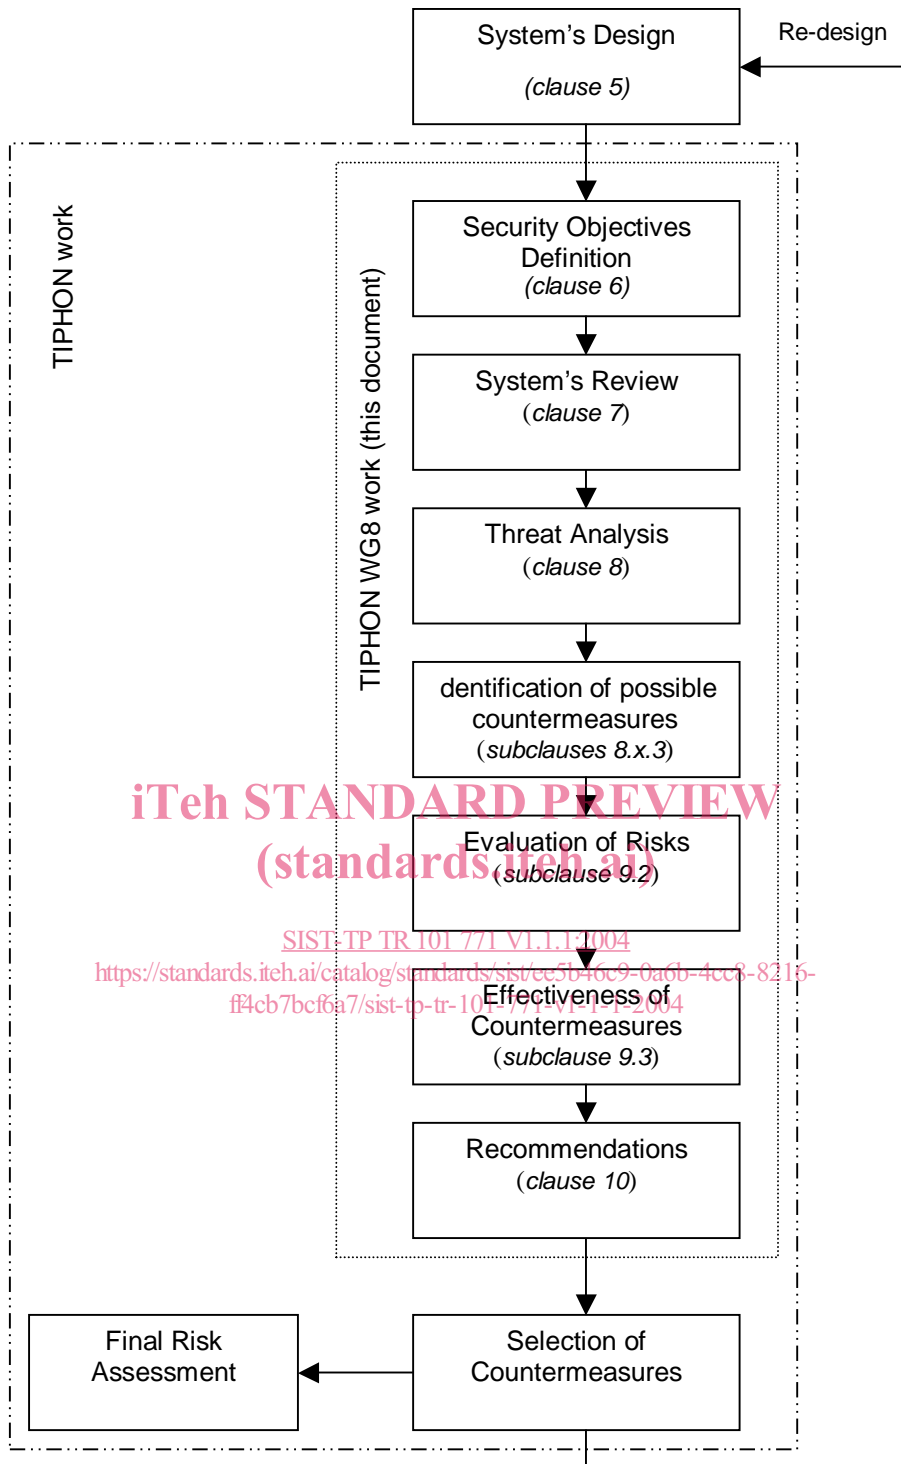 System's Design
(clause 5)
Re-design
TIPHON work
TIPHON WG8 work (this document)
Security Objectives
Definition
(clause 6)
System's Review
(clause 7)
Threat Analysis
(clause 8)
dentification of possible
countermeasures
(subclauses 8.x.3)
iTeh STANDARD PREVIEW
(standards.iteh.ai)
Evaluation of Risks
(subclause 9.2)
SIST-TP TR 101 771 V1.1.1:2004
https://standards.iteh.ai/catalog/standards/sist/ee5b46c9-0a6b-4cc8-8216-
ff4cb7bcf6a7/sist-tp-tr-101-771-v1-1-1-2004
Effectiveness of
Countermeasures
(subclause 9.3)
Recommendations
(clause 10)
Final Risk
Assessment
Selection of
Countermeasures